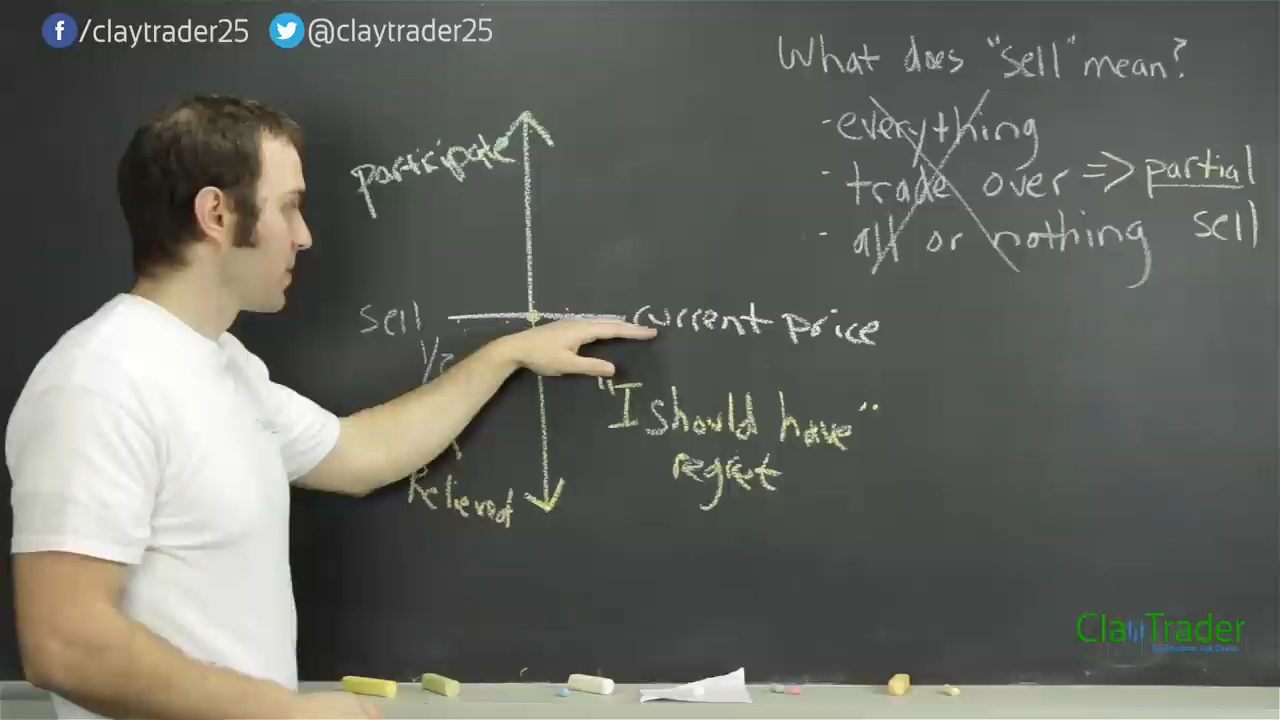 /claytrader25 @claytrader25
What does "sell" mean?
- everything
- trade over => partial
- all or nothing sell
participate
sell
1/2
current price
"I should have"
regret
Relieved
ClayTrader